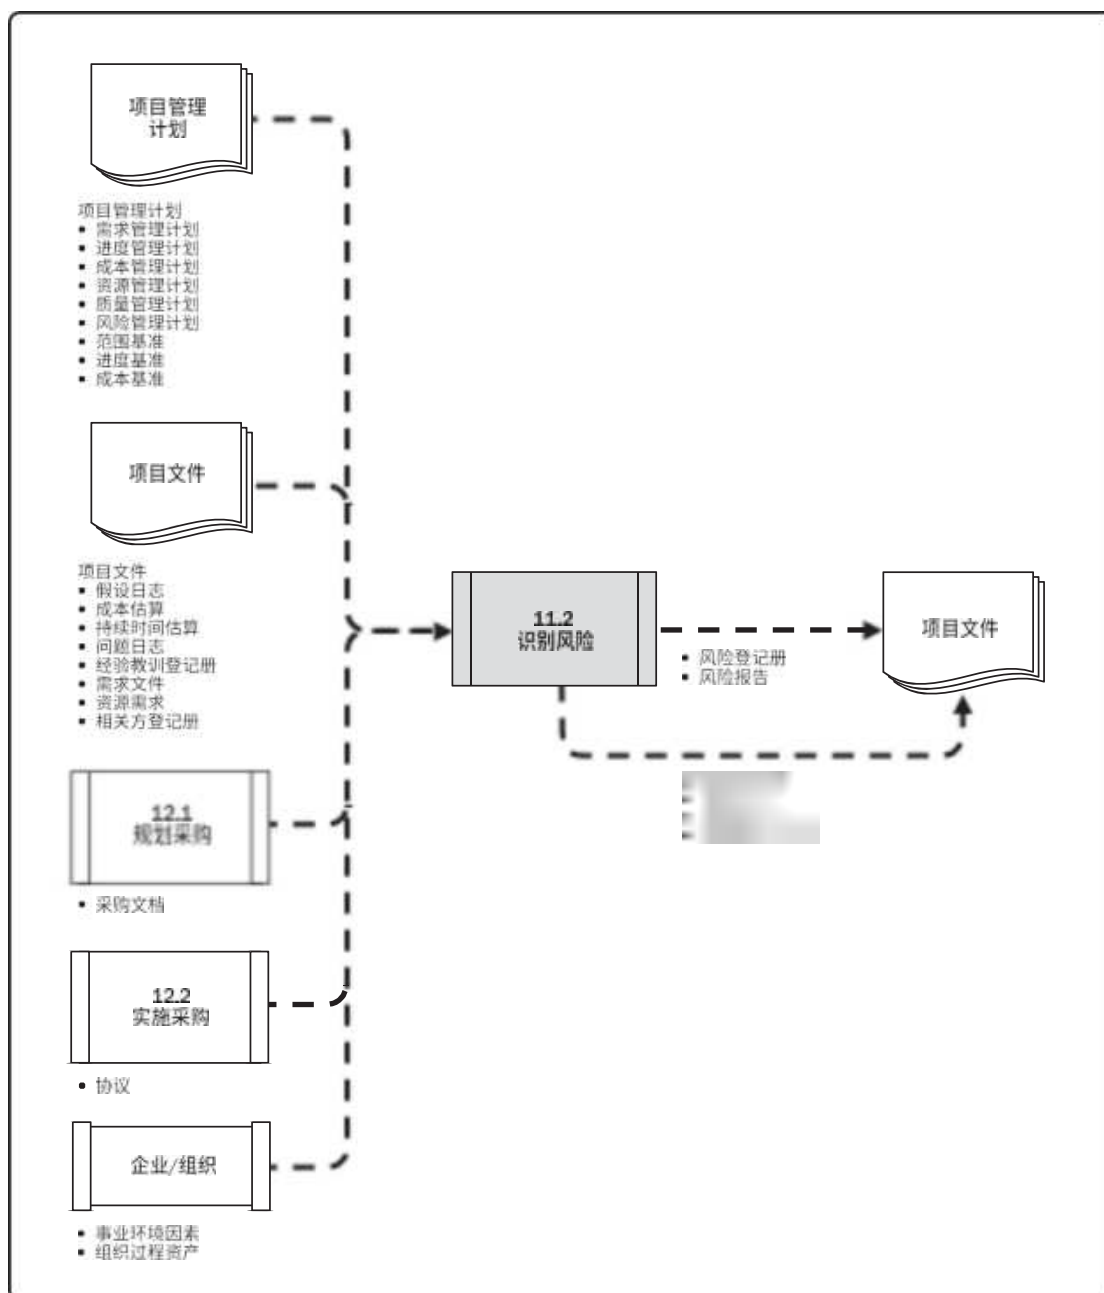 项目管理
计划
项目管理计划
▪ 需求管理计划
▪ 进度管理计划
▪ 成本管理计划
▪ 资源管理计划
▪ 质量管理计划
▪ 风险管理计划
▪ 范围基准
▪ 进度基准
▪ 成本基准
项目文件
项目文件
▪ 假设日志
▪ 成本估算
▪ 持续时间估算
▪ 问题日志
▪ 经验教训登记册
▪ 需求文件
▪ 资源需求
▪ 相关方登记册
12.1
规划采购
• 采购文档
12.2
实施采购
• 协议
企业/组织
▪ 事业环境因素
▪ 组织过程资产
11.2
识别风险
▪ 风险登记册
▪ 风险报告
项目文件